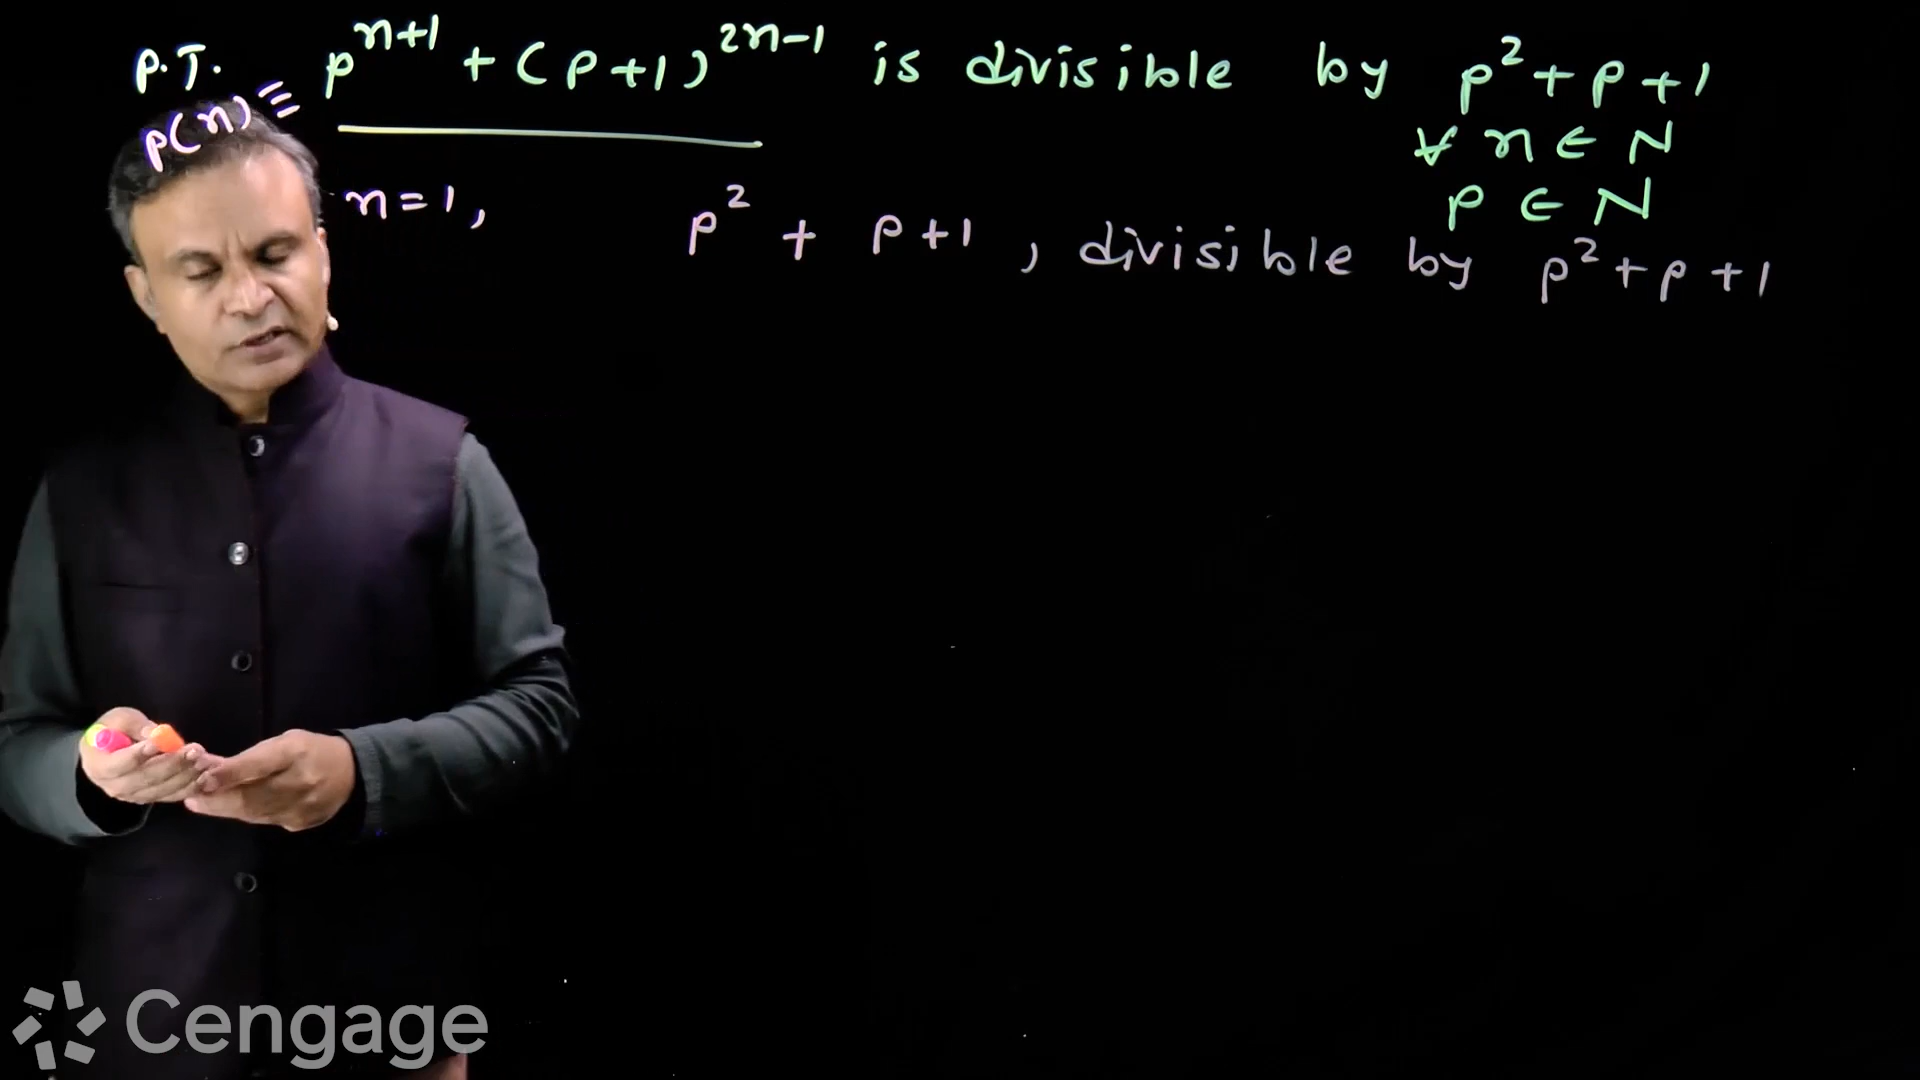 P.T. p^{n+1} + (p+1)^{2n-1} is divisible by p^2+p+1
p(n) ≡ ∀ n ∈ N
p ∈ N
n=1, p^2 + p+1 , divisible by p^2+p+1
Cengage